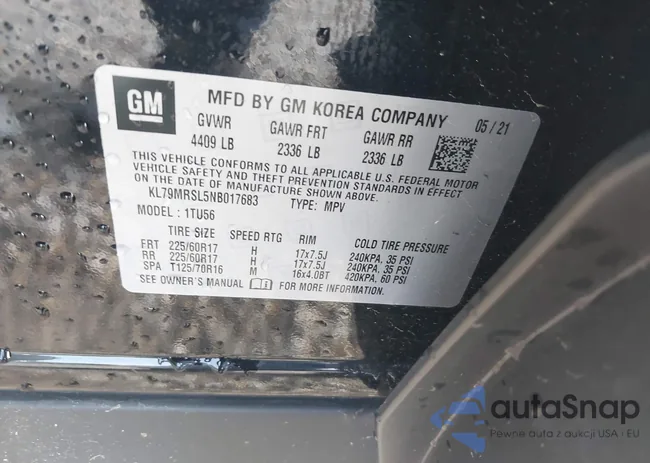 GM
MFD BY GM KOREA COMPANY 05/21
GVWR GAWR FRT GAWR RR
4409 LB 2336 LB 2336 LB
THIS VEHICLE CONFORMS TO ALL APPLICABLE U.S. FEDERAL MOTOR
VEHICLE SAFETY AND THEFT PREVENTION STANDARDS IN EFFECT
ON THE DATE OF MANUFACTURE SHOWN ABOVE.
KL79MRSL5NB017683 TYPE: MPV
MODEL: 1TU56
TIRE SIZE SPEED RTG RIM COLD TIRE PRESSURE
FRT 225/60R17 H 17x7.5J 240KPA, 35 PSI
RR 225/60R17 H 17x7.5J 240KPA, 35 PSI
SPA T125/70R16 M 16x4.0BT 420KPA, 60 PSI
SEE OWNER'S MANUAL FOR MORE INFORMATION.
autaSnap
Pewne auta z aukcji USA i EU